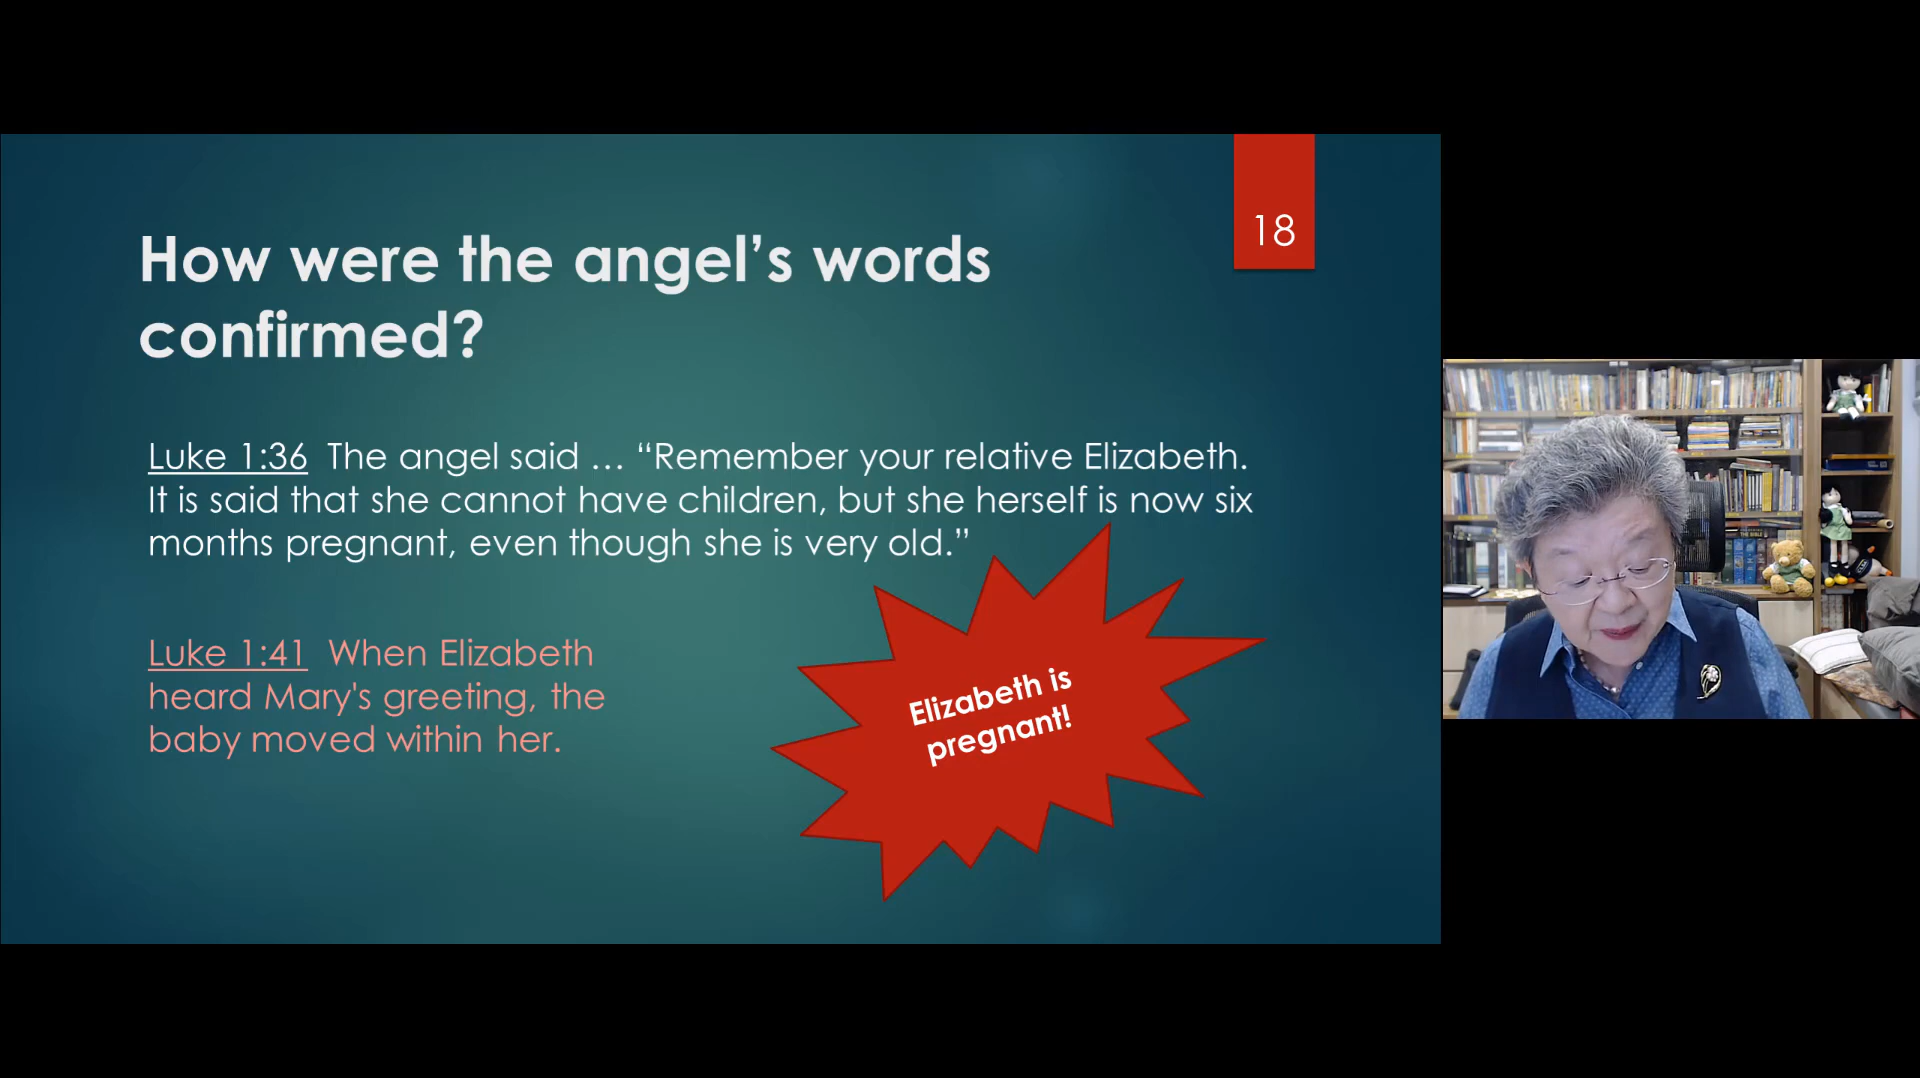 18
How were the angel’s words
confirmed?
Luke 1:36 The angel said … “Remember your relative Elizabeth.
It is said that she cannot have children, but she herself is now six
months pregnant, even though she is very old.”
Luke 1:41 When Elizabeth
heard Mary's greeting, the
baby moved within her.
Elizabeth is
pregnant!